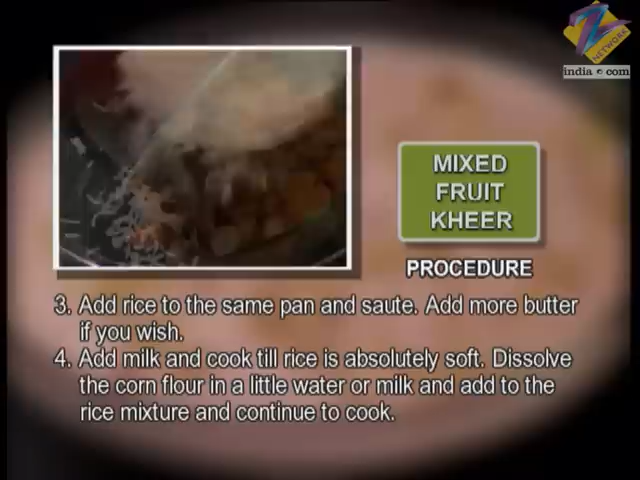 Z NETWORK
india.com
MIXED
FRUIT
KHEER
PROCEDURE
3. Add rice to the same pan and saute. Add more butter
if you wish.
4. Add milk and cook till rice is absolutely soft. Dissolve
the corn flour in a little water or milk and add to the
rice mixture and continue to cook.